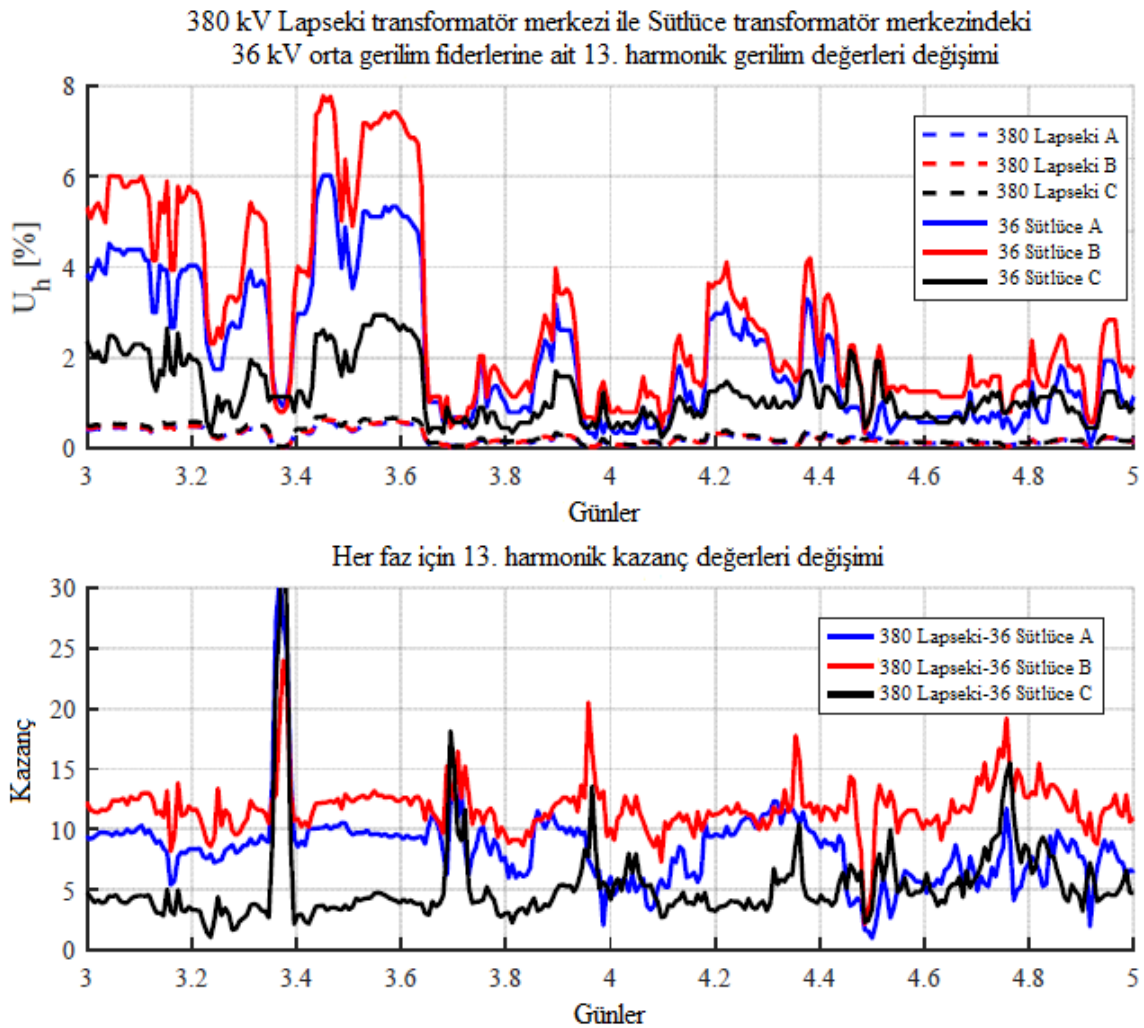 380 kV Lapseki transformatör merkezi ile Sütlüce transformatör merkezindeki
36 kV orta gerilim fiderlerine ait 13. harmonik gerilim değerleri değişimi
8
6
4
2
0
U_h [%]
380 Lapseki A
380 Lapseki B
380 Lapseki C
36 Sütlüce A
36 Sütlüce B
36 Sütlüce C
3 3.2 3.4 3.6 3.8 4 4.2 4.4 4.6 4.8 5
Günler
Her faz için 13. harmonik kazanç değerleri değişimi
30
25
20
15
10
5
0
Kazanç
380 Lapseki-36 Sütlüce A
380 Lapseki-36 Sütlüce B
380 Lapseki-36 Sütlüce C
3 3.2 3.4 3.6 3.8 4 4.2 4.4 4.6 4.8 5
Günler